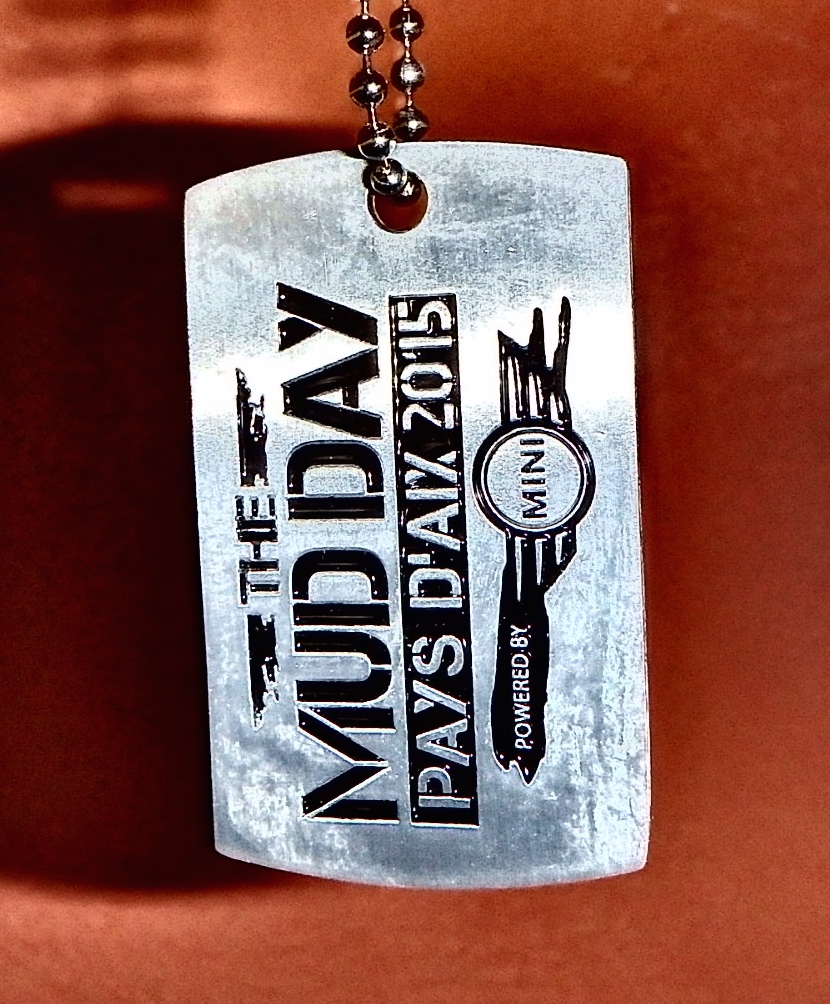 THE
MUD DAY
PAYS D'AIX 2015
POWERED BY MINI